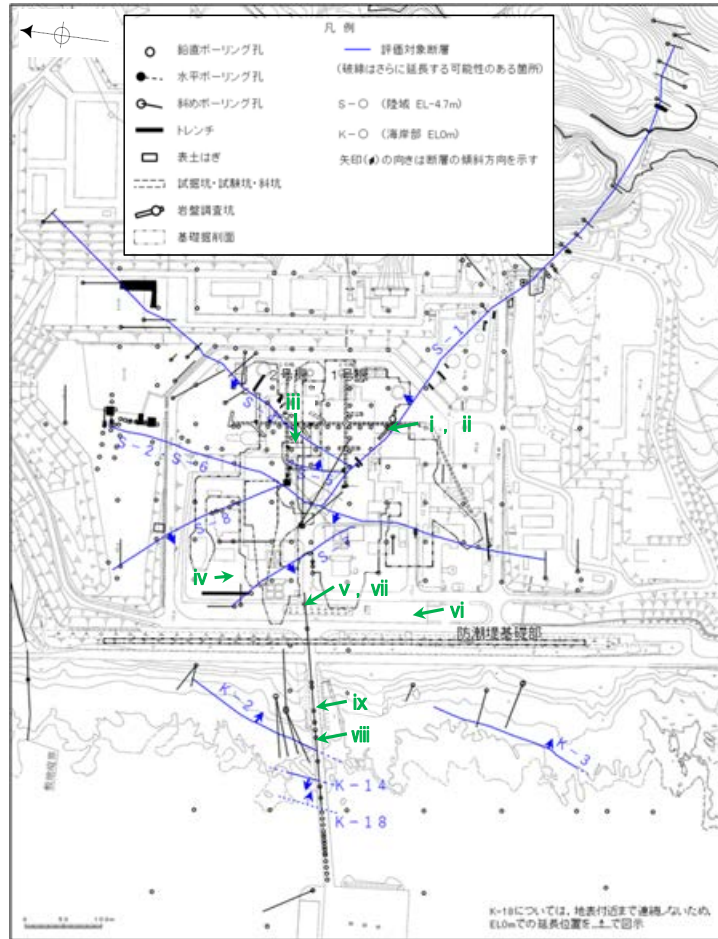 凡 例
鉛直ボーリング孔
水平ボーリング孔
斜めボーリング孔
トレンチ
表土はぎ
試掘坑・試験坑・斜坑
岩盤調査坑
基礎掘削面
評価対象断層
(破線はさらに延長する可能性のある箇所)
S-○ (陸域 EL-4.7m)
K-○ (海岸部 EL0m)
矢印( )の向きは断層の傾斜方向を示す
S-1
2号機
1号機
iii
i , ii
S-2・S-6
S-5
S-8
iv
v , vii
vi
防潮堤基礎部
K-2
ix
viii
K-3
K-14
K-18
0 50 100m
K-18については、地表付近まで連続しないため、
EL0mでの延長位置を
で図示